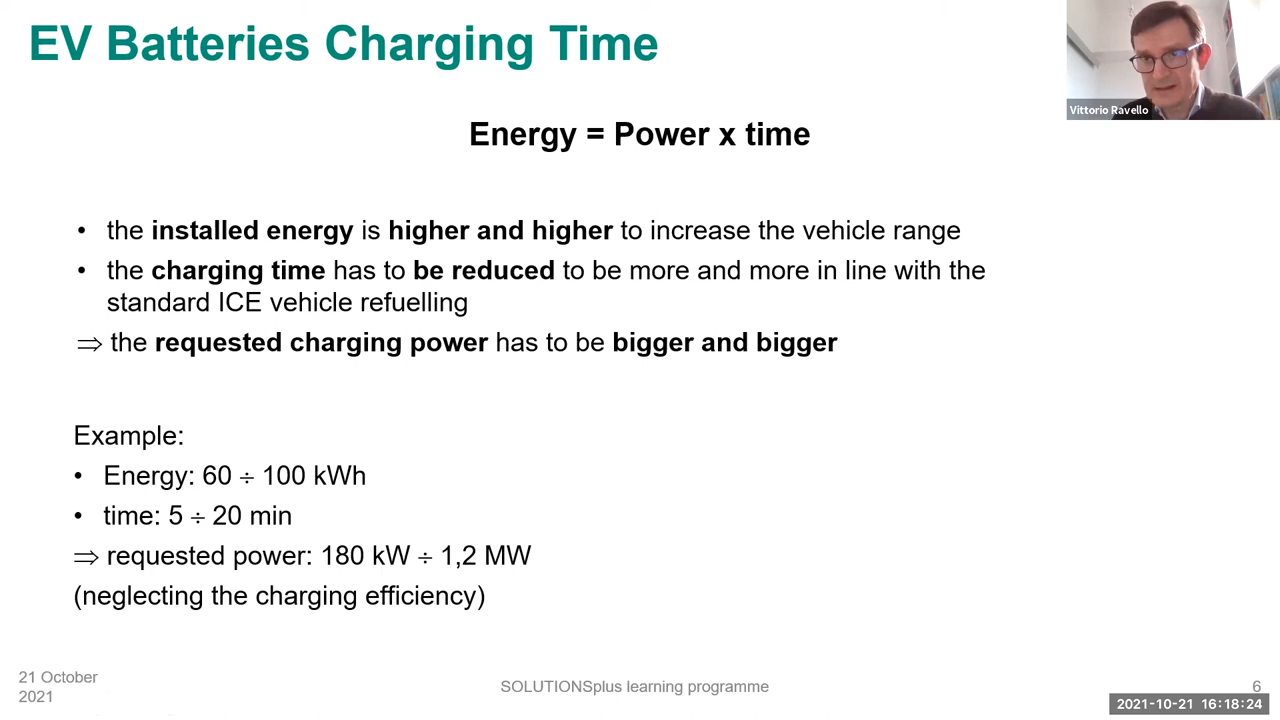 EV Batteries Charging Time
Vittorio Ravello
Energy = Power x time
• the installed energy is higher and higher to increase the vehicle range
• the charging time has to be reduced to be more and more in line with the
standard ICE vehicle refuelling
⇒ the requested charging power has to be bigger and bigger
Example:
• Energy: 60 ÷ 100 kWh
• time: 5 ÷ 20 min
⇒ requested power: 180 kW ÷ 1,2 MW
(neglecting the charging efficiency)
21 October
2021
SOLUTIONSplus learning programme
6
2021-10-21 16:18:24